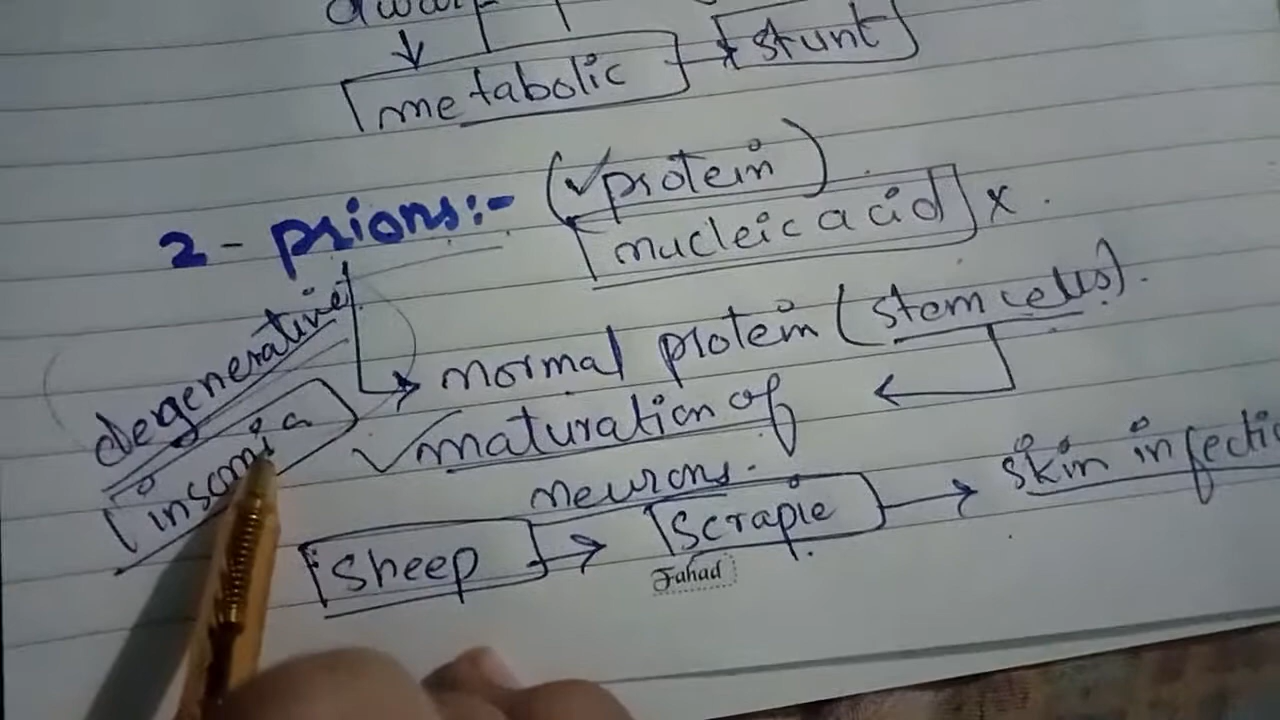 metabolic → stunt
2 - prions:- (✓protein)
nucleic acid x.
degenerative
normal protein (stem cells).
✓maturation of
insomia
neurons.
Sheep → Scrapie → skin infectio
Fahad